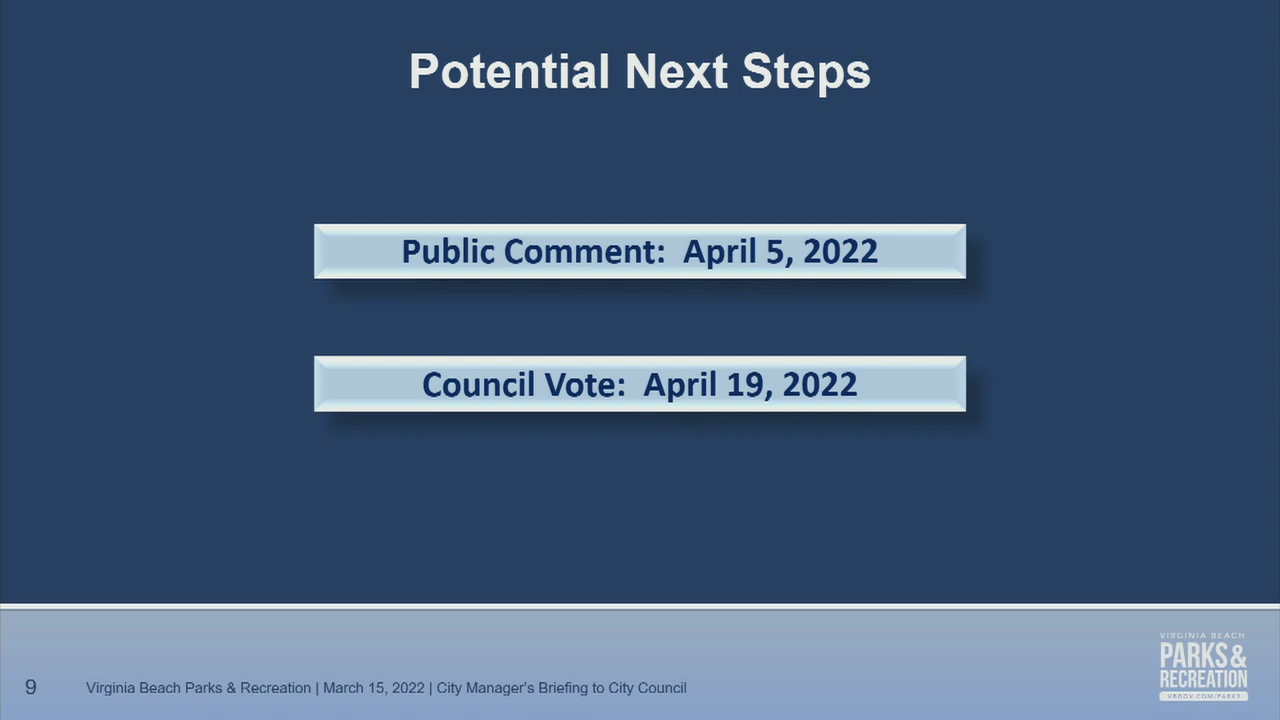 Potential Next Steps
Public Comment: April 5, 2022
Council Vote: April 19, 2022
VIRGINIA BEACH
PARKS &
RECREATION
VBGOV.COM/PARKS
9 Virginia Beach Parks & Recreation | March 15, 2022 | City Manager's Briefing to City Council